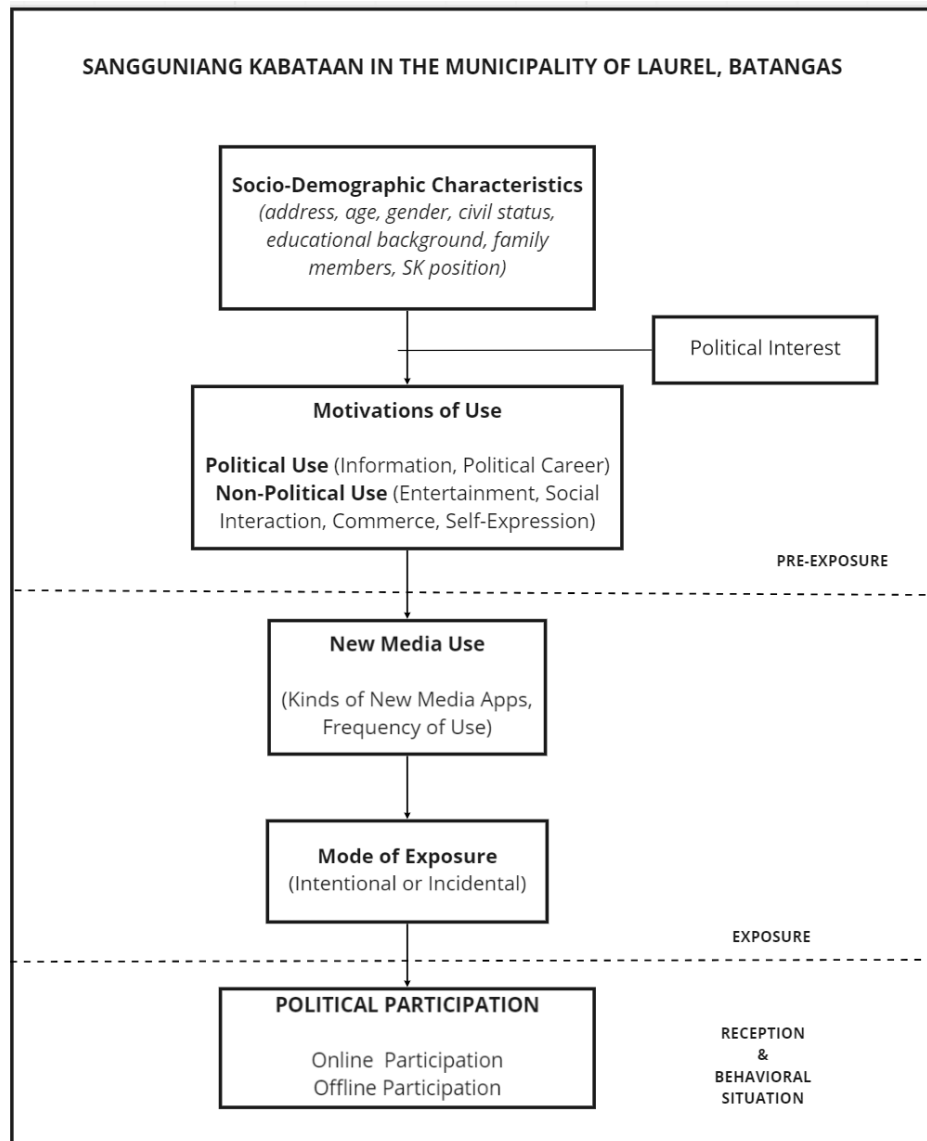 SANGGUNIANG KABATAAN IN THE MUNICIPALITY OF LAUREL, BATANGAS
Socio-Demographic Characteristics
(address, age, gender, civil status,
educational background, family
members, SK position)
Political Interest
Motivations of Use
Political Use (Information, Political Career)
Non-Political Use (Entertainment, Social
Interaction, Commerce, Self-Expression)
PRE-EXPOSURE
New Media Use
(Kinds of New Media Apps,
Frequency of Use)
Mode of Exposure
(Intentional or Incidental)
EXPOSURE
POLITICAL PARTICIPATION
Online Participation
Offline Participation
RECEPTION
&
BEHAVIORAL
SITUATION